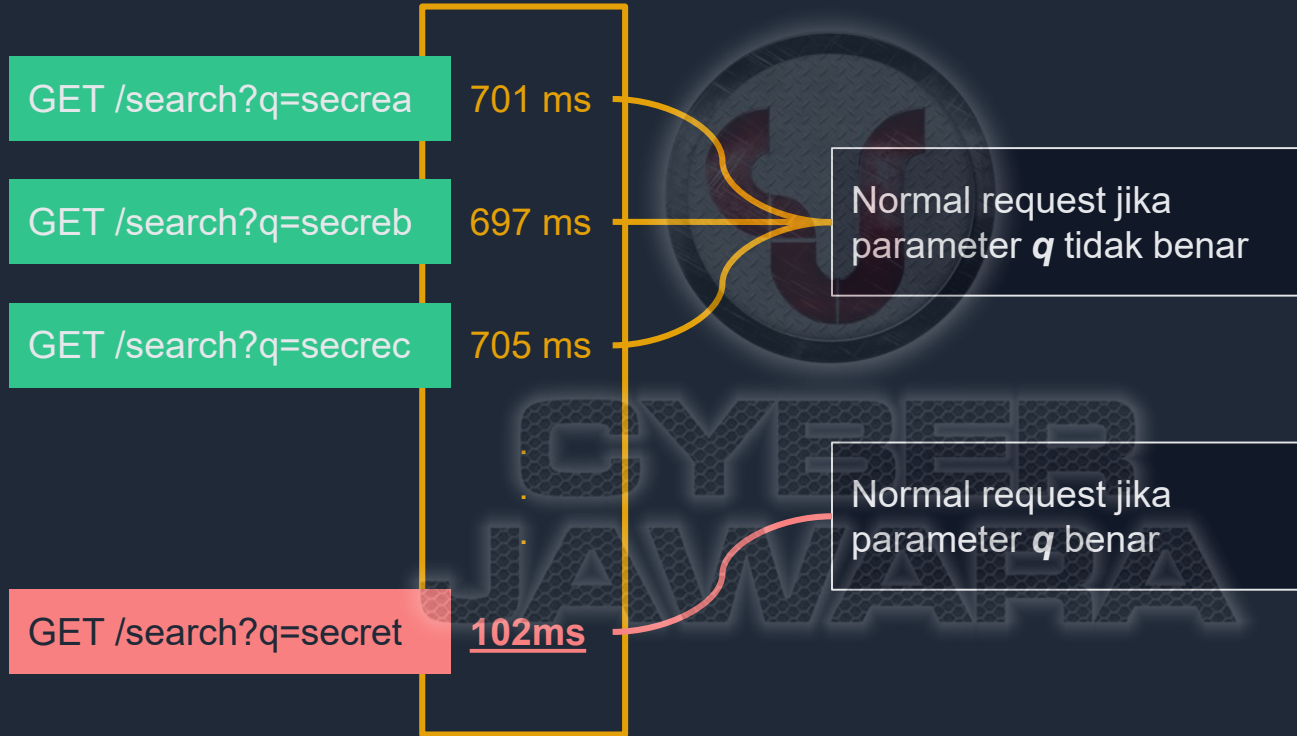 GET /search?q=secrea
701 ms
GET /search?q=secreb
697 ms
Normal request jika
parameter q tidak benar
GET /search?q=secrec
705 ms
.
.
.
Normal request jika
parameter q benar
GET /search?q=secret
102ms
CYBER
JAWARA